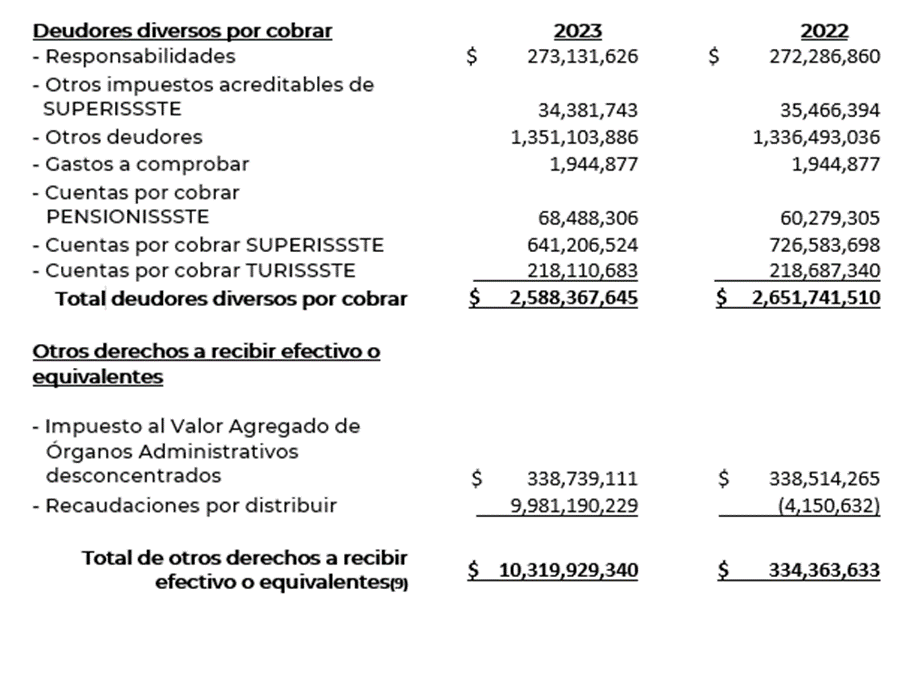 Deudores diversos por cobrar 2023 2022
- Responsabilidades $ 273,131,626 $ 272,286,860
- Otros impuestos acreditables de
SUPERISSSTE 34,381,743 35,466,394
- Otros deudores 1,351,103,886 1,336,493,036
- Gastos a comprobar 1,944,877 1,944,877
- Cuentas por cobrar
PENSIONISSSTE 68,488,306 60,279,305
- Cuentas por cobrar SUPERISSSTE 641,206,524 726,583,698
- Cuentas por cobrar TURISSSTE 218,110,683 218,687,340
Total deudores diversos por cobrar $ 2,588,367,645 $ 2,651,741,510
Otros derechos a recibir efectivo o
equivalentes
- Impuesto al Valor Agregado de
Órganos Administrativos
desconcentrados $ 338,739,111 $ 338,514,265
- Recaudaciones por distribuir 9,981,190,229 (4,150,632)
Total de otros derechos a recibir
efectivo o equivalentes(9) $ 10,319,929,340 $ 334,363,633